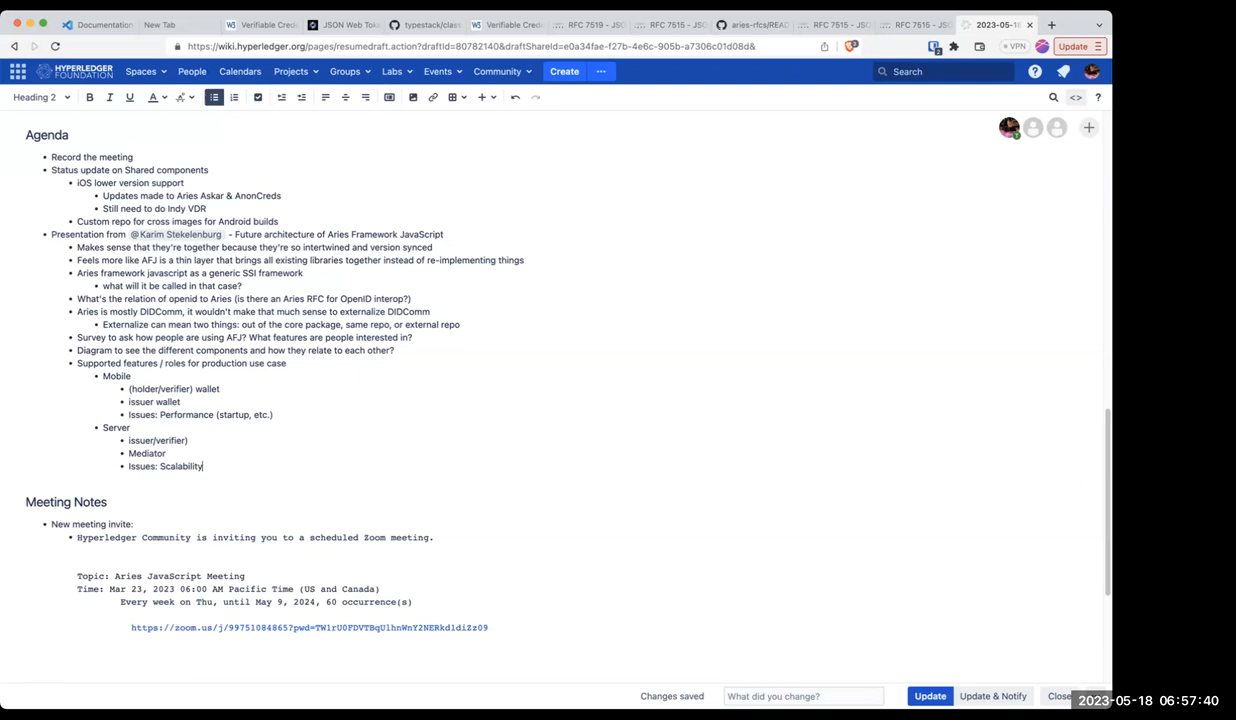 Documentation
New Tab
Verifiable Cred
JSON Web Tok
typestack/clas
Verifiable Cred
RFC 7519 - JS
RFC 7515 - JS
aries-rfcs/REA
RFC 7515 - JS
RFC 7515 - JS
2023-05-18
https://wiki.hyperledger.org/pages/resumedraft.action?draftId=80782140&draftShareId=e0a34fae-f27b-4e6c-905b-a7306c01d08d&
VPN
Update
HYPERLEDGER FOUNDATION
Spaces People Calendars Projects Groups Labs Events Community Create ... Search
Heading 2 B I U A
Agenda
• Record the meeting
• Status update on Shared components
• iOS lower version support
• Updates made to Aries Askar & AnonCreds
• Still need to do Indy VDR
• Custom repo for cross images for Android builds
• Presentation from @Karim Stekelenburg - Future architecture of Aries Framework JavaScript
• Makes sense that they're together because they're so intertwined and version synced
• Feels more like AFJ is a thin layer that brings all existing libraries together instead of re-implementing things
• Aries framework javascript as a generic SSI framework
• what will it be called in that case?
• What's the relation of openid to Aries (is there an Aries RFC for OpenID interop?)
• Aries is mostly DIDComm, it wouldn't make that much sense to externalize DIDComm
• Externalize can mean two things: out of the core package, same repo, or external repo
• Survey to ask how people are using AFJ? What features are people interested in?
• Diagram to see the different components and how they relate to each other?
• Supported features / roles for production use case
• Mobile
• (holder/verifier) wallet
• issuer wallet
• Issues: Performance (startup, etc.)
• Server
• issuer/verifier)
• Mediator
• Issues: Scalability
Meeting Notes
• New meeting invite:
• Hyperledger Community is inviting you to a scheduled Zoom meeting.
Topic: Aries JavaScript Meeting
Time: Mar 23, 2023 06:00 AM Pacific Time (US and Canada)
Every week on Thu, until May 9, 2024, 60 occurrence(s)
https://zoom.us/j/99751084865?pwd=TW1rU0FDVTBqUlhnWnY2NERkd1diZz09
Changes saved
What did you change?
Update
Update & Notify
Close
2023-05-18 06:57:40